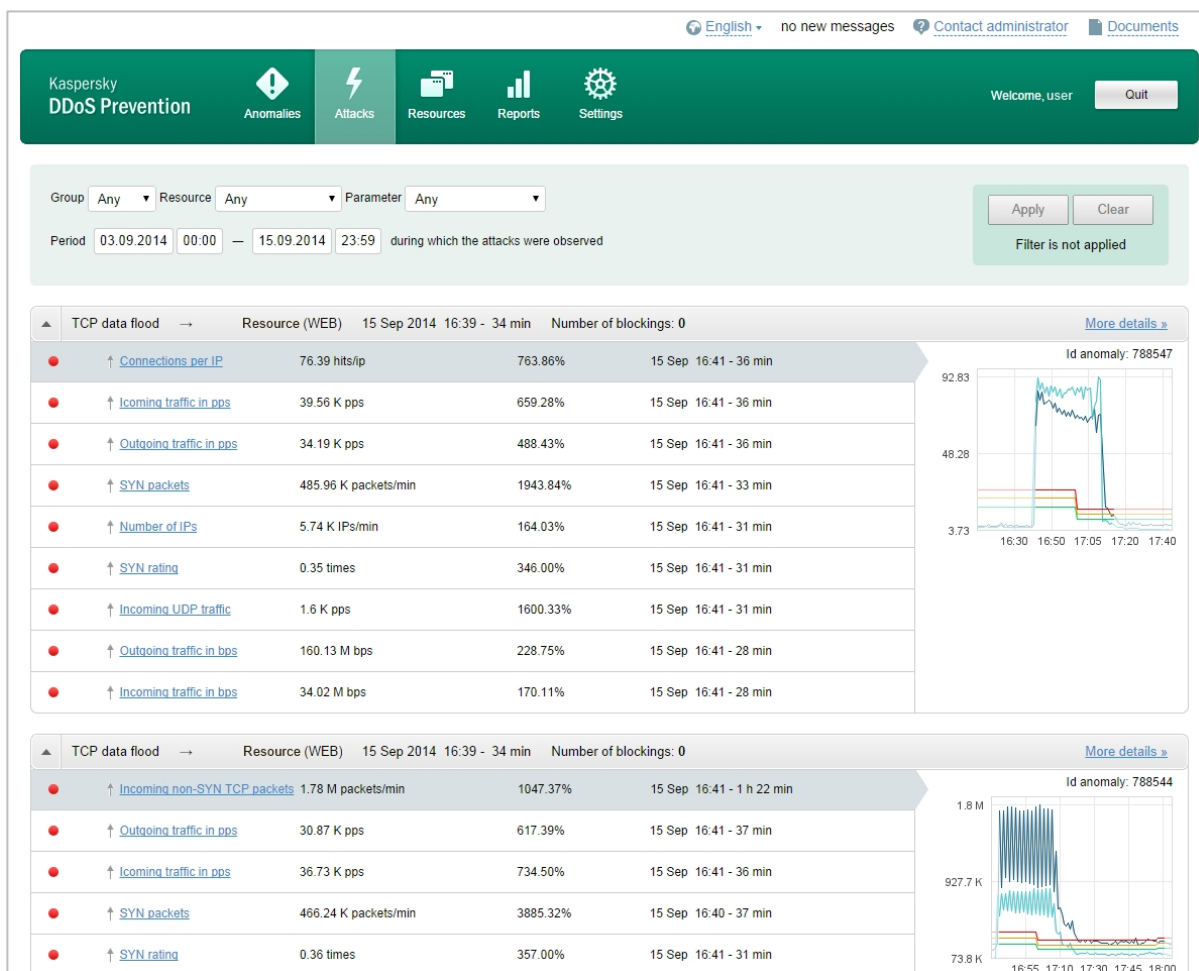 English no new messages Contact administrator Documents
Kaspersky
DDoS Prevention
Anomalies Attacks Resources Reports Settings
Welcome, user Quit
Group Any Resource Any Parameter Any
Period 03.09.2014 00:00 — 15.09.2014 23:59 during which the attacks were observed
Apply Clear
Filter is not applied
TCP data flood → Resource (WEB) 15 Sep 2014 16:39 - 34 min Number of blockings: 0 More details »
↑ Connections per IP 76.39 hits/ip 763.86% 15 Sep 16:41 - 36 min
↑ Icoming traffic in pps 39.56 K pps 659.28% 15 Sep 16:41 - 36 min
↑ Outgoing traffic in pps 34.19 K pps 488.43% 15 Sep 16:41 - 36 min
↑ SYN packets 485.96 K packets/min 1943.84% 15 Sep 16:41 - 33 min
↑ Number of IPs 5.74 K IPs/min 164.03% 15 Sep 16:41 - 31 min
↑ SYN rating 0.35 times 346.00% 15 Sep 16:41 - 31 min
↑ Incoming UDP traffic 1.6 K pps 1600.33% 15 Sep 16:41 - 31 min
↑ Outgoing traffic in bps 160.13 M bps 228.75% 15 Sep 16:41 - 28 min
↑ Incoming traffic in bps 34.02 M bps 170.11% 15 Sep 16:41 - 28 min
Id anomaly: 788547
92.83
48.28
3.73
16:30 16:50 17:05 17:20 17:40
TCP data flood → Resource (WEB) 15 Sep 2014 16:39 - 34 min Number of blockings: 0 More details »
↑ Incoming non-SYN TCP packets 1.78 M packets/min 1047.37% 15 Sep 16:41 - 1 h 22 min
↑ Outgoing traffic in pps 30.87 K pps 617.39% 15 Sep 16:41 - 37 min
↑ Icoming traffic in pps 36.73 K pps 734.50% 15 Sep 16:41 - 36 min
↑ SYN packets 466.24 K packets/min 3885.32% 15 Sep 16:40 - 37 min
↑ SYN rating 0.36 times 357.00% 15 Sep 16:41 - 31 min
Id anomaly: 788544
1.8 M
927.7 K
73.8 K
16:55 17:10 17:30 17:45 18:00